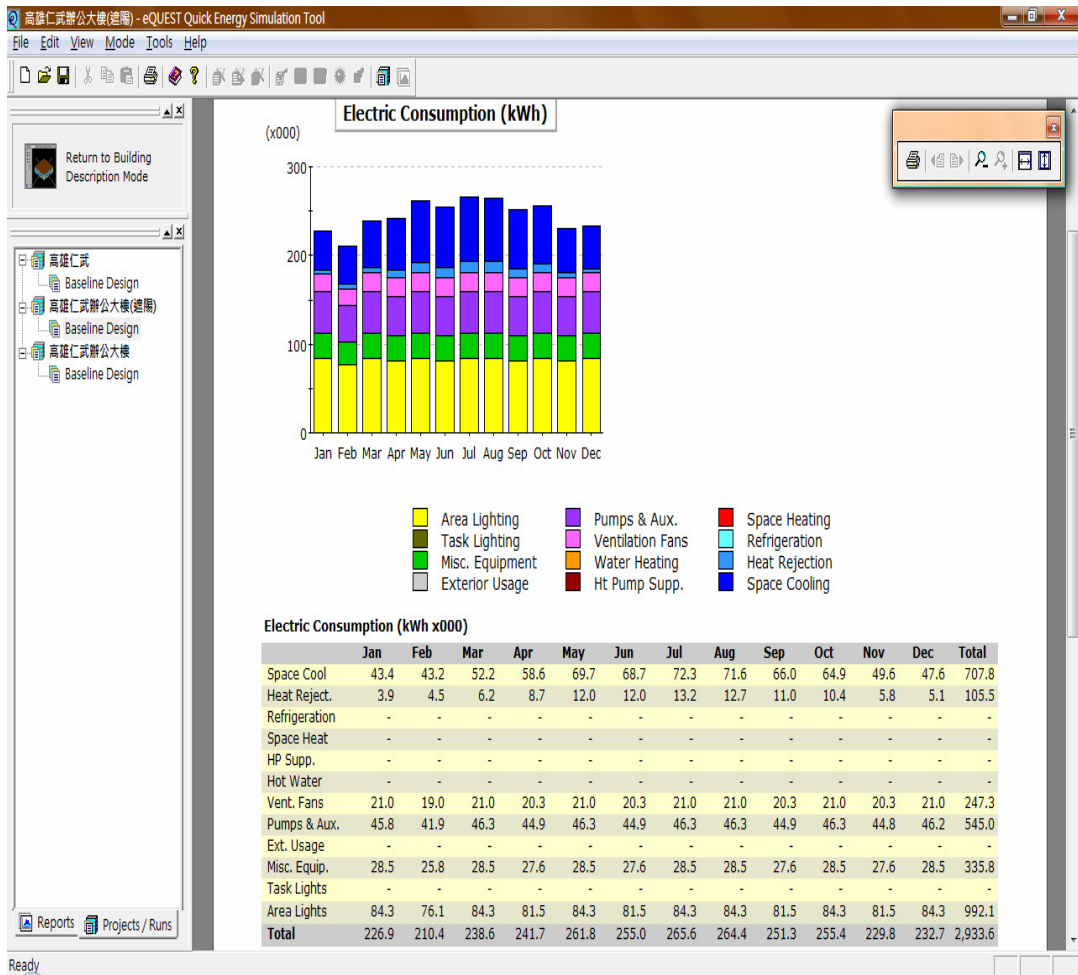 高雄仁武辦公大樓(遮陽) - eQUEST Quick Energy Simulation Tool
File Edit View Mode Tools Help
Return to Building
Description Mode
高雄仁武
Baseline Design
高雄仁武辦公大樓(遮陽)
Baseline Design
高雄仁武辦公大樓
Baseline Design
Reports Projects / Runs
Electric Consumption (kWh)
(x000)
300
200
100
0
Jan Feb Mar Apr May Jun Jul Aug Sep Oct Nov Dec
Area Lighting Pumps & Aux. Space Heating
Task Lighting Ventilation Fans Refrigeration
Misc. Equipment Water Heating Heat Rejection
Exterior Usage Ht Pump Supp. Space Cooling
Electric Consumption (kWh x000)
Jan Feb Mar Apr May Jun Jul Aug Sep Oct Nov Dec Total
Space Cool 43.4 43.2 52.2 58.6 69.7 68.7 72.3 71.6 66.0 64.9 49.6 47.6 707.8
Heat Reject. 3.9 4.5 6.2 8.7 12.0 12.0 13.2 12.7 11.0 10.4 5.8 5.1 105.5
Refrigeration - - - - - - - - - - - - -
Space Heat - - - - - - - - - - - - -
HP Supp. - - - - - - - - - - - - -
Hot Water - - - - - - - - - - - - -
Vent. Fans 21.0 19.0 21.0 20.3 21.0 20.3 21.0 21.0 20.3 21.0 20.3 21.0 247.3
Pumps & Aux. 45.8 41.9 46.3 44.9 46.3 44.9 46.3 46.3 44.9 46.3 44.8 46.2 545.0
Ext. Usage - - - - - - - - - - - - -
Misc. Equip. 28.5 25.8 28.5 27.6 28.5 27.6 28.5 28.5 27.6 28.5 27.6 28.5 335.8
Task Lights - - - - - - - - - - - - -
Area Lights 84.3 76.1 84.3 81.5 84.3 81.5 84.3 84.3 81.5 84.3 81.5 84.3 992.1
Total 226.9 210.4 238.6 241.7 261.8 255.0 265.6 264.4 251.3 255.4 229.8 232.7 2,933.6
Ready